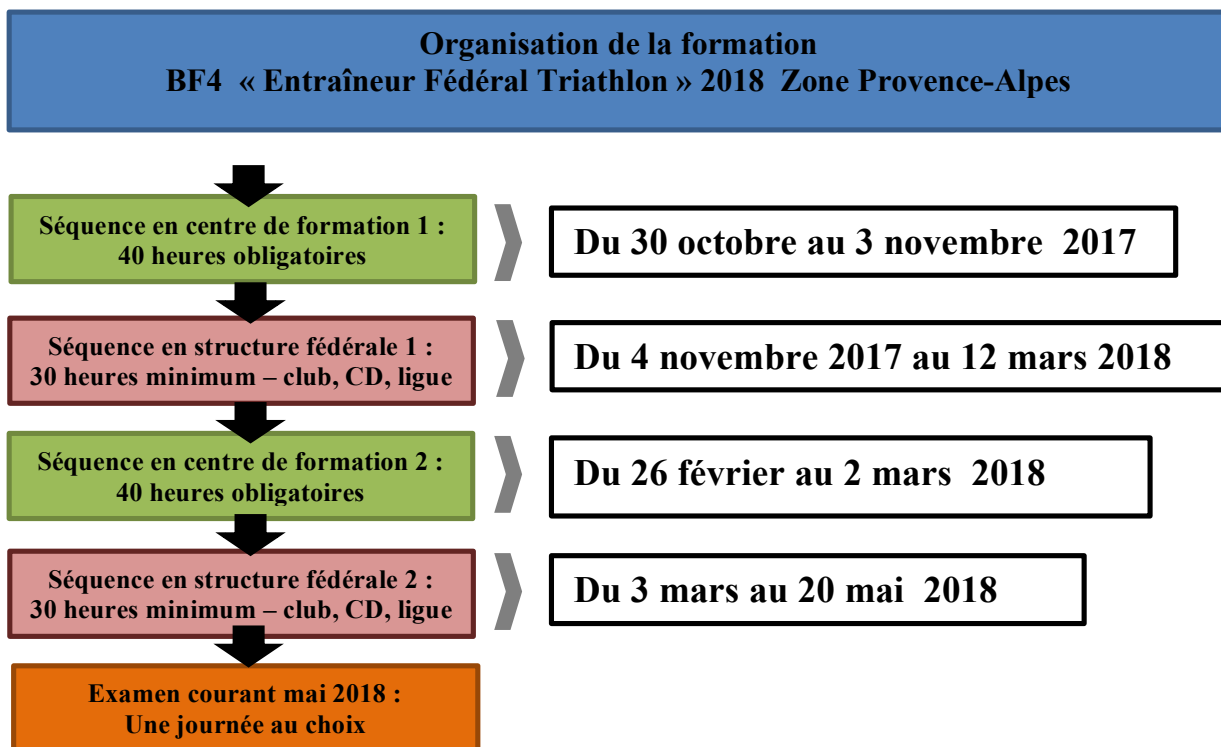 Organisation de la formation
BF4 « Entraîneur Fédéral Triathlon » 2018 Zone Provence-Alpes
Séquence en centre de formation 1 :
40 heures obligatoires
Du 30 octobre au 3 novembre 2017
Séquence en structure fédérale 1 :
30 heures minimum – club, CD, ligue
Du 4 novembre 2017 au 12 mars 2018
Séquence en centre de formation 2 :
40 heures obligatoires
Du 26 février au 2 mars 2018
Séquence en structure fédérale 2 :
30 heures minimum – club, CD, ligue
Du 3 mars au 20 mai 2018
Examen courant mai 2018 :
Une journée au choix